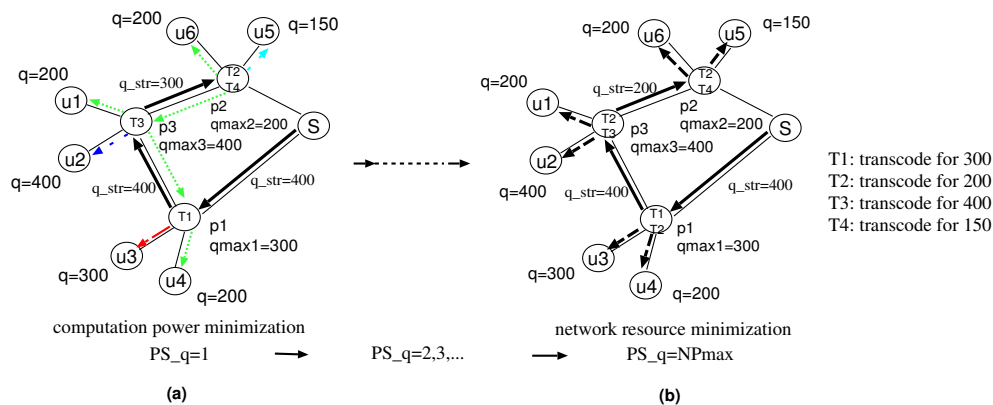 q=200
u6
u5
q=150
q=200
u1
q_str=300
T2
T4
p2
qmax2=200
S
T3
p3
qmax3=400
u2
q=400
q_str=400
q_str=400
T1
p1
qmax1=300
u3
q=300
u4
q=200
computation power minimization
PS_q=1
(a)
PS_q=2,3,...
q=200
u6
u5
q=150
q=200
u1
q_str=200
T2
T4
p2
qmax2=200
S
T2
T3
p3
qmax3=400
u2
q=400
q_str=400
q_str=400
T1
T2
p1
qmax1=300
u3
q=300
u4
q=200
network resource minimization
PS_q=NPmax
(b)
T1: transcode for 300
T2: transcode for 200
T3: transcode for 400
T4: transcode for 150